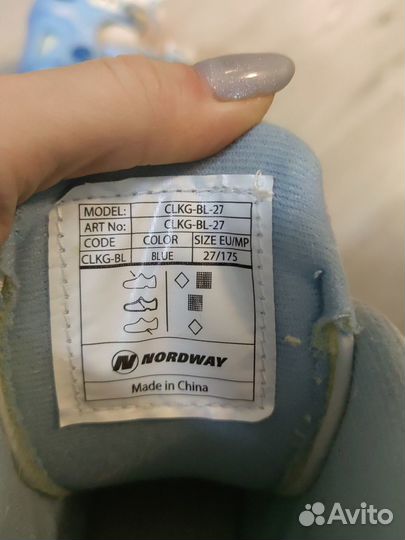 MODEL: CLKG-BL-27
ART No: CLKG-BL-27
CODE COLOR SIZE EU/MP
CLKG-BL BLUE 27/175
NORDWAY
Made in China
Avito